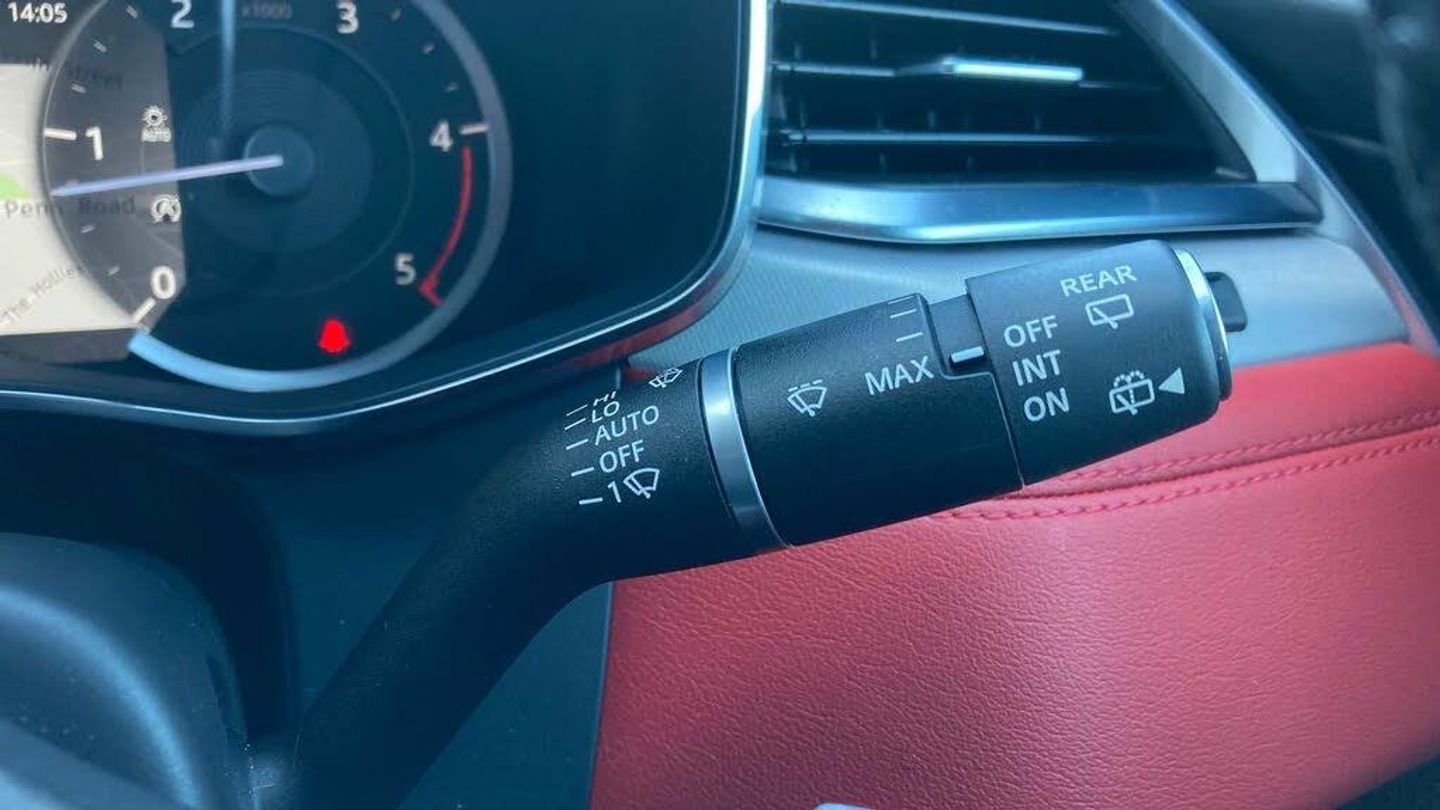 14:05
2
x1000
3
1
AUTO
4
Penn Road
0
5
REAR
OFF
INT
ON
MAX
HI
LO
AUTO
OFF
1